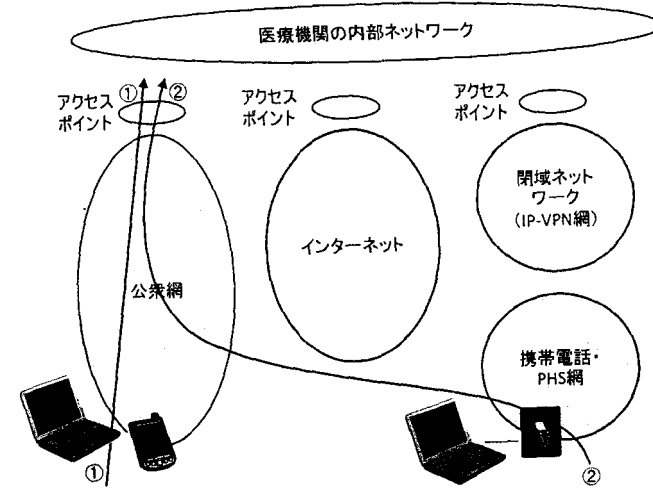 医療機関の内部ネットワーク
①
②
アクセス
ポイント
アクセス
ポイント
アクセス
ポイント
閉域ネット
ワーク
(IP-VPN網)
インターネット
公衆網
携帯電話・
PHS網
①
②